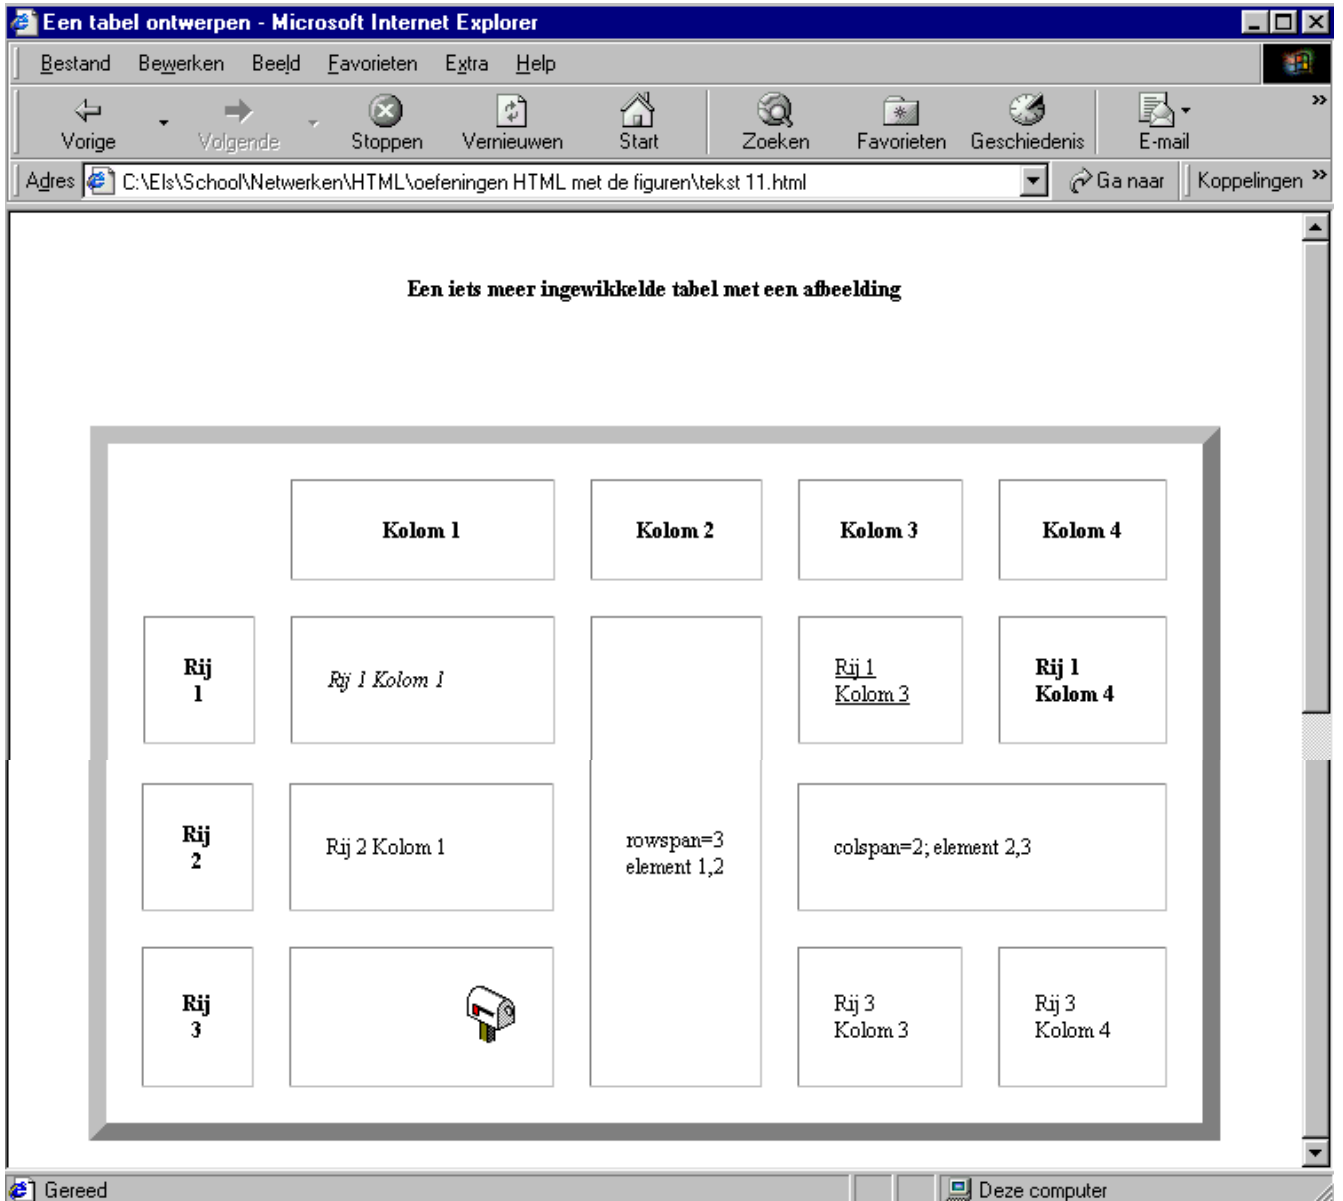 Een tabel ontwerpen - Microsoft Internet Explorer
Bestand Bewerken Beeld Favorieten Extra Help
Vorige Volgende Stoppen Vernieuwen Start Zoeken Favorieten Geschiedenis E-mail »
Adres C:\Els\School\Netwerken\HTML\oefeningen HTML met de figuren\tekst 11.html Ga naar Koppelingen »
Een iets meer ingewikkelde tabel met een afbeelding
Kolom 1 Kolom 2 Kolom 3 Kolom 4
Rij
1
Rij 1 Kolom 1
Rij 1
Kolom 3
Rij 1
Kolom 4
Rij
2
Rij 2 Kolom 1
rowspan=3
element 1,2
colspan=2; element 2,3
Rij
3
Rij 3
Kolom 3
Rij 3
Kolom 4
Gereed Deze computer